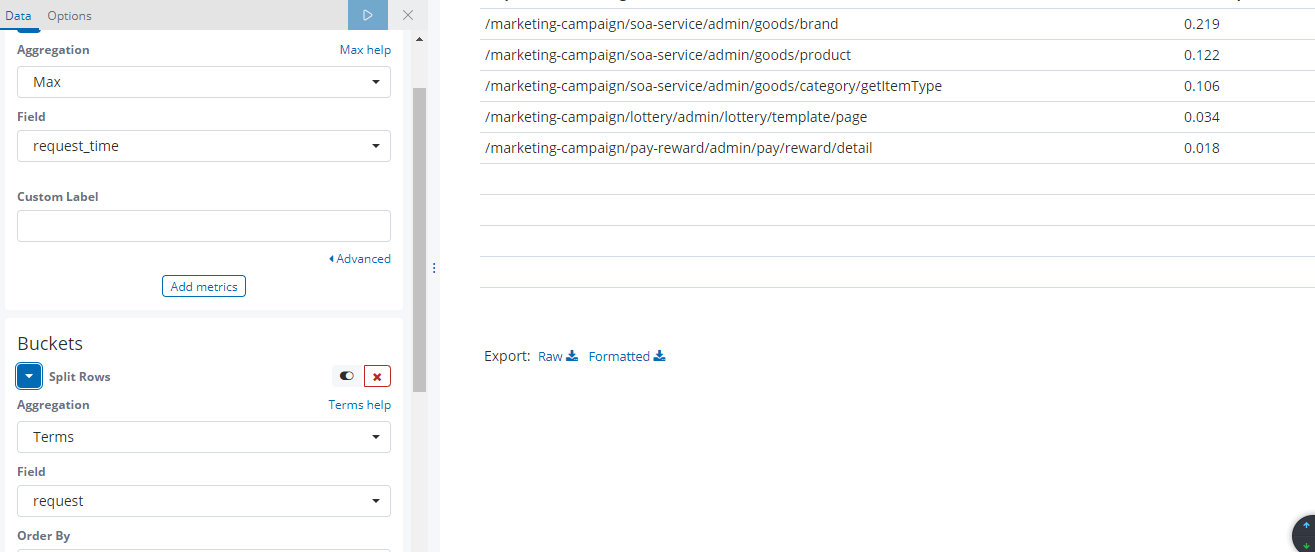 Data Options
Aggregation Max help
Max
Field
request_time
Custom Label
Advanced
Add metrics
Buckets
Split Rows
Aggregation Terms help
Terms
Field
request
Order By
/marketing-campaign/soa-service/admin/goods/brand 0.219
/marketing-campaign/soa-service/admin/goods/product 0.122
/marketing-campaign/soa-service/admin/goods/category/getItemType 0.106
/marketing-campaign/lottery/admin/lottery/template/page 0.034
/marketing-campaign/pay-reward/admin/pay/reward/detail 0.018
Export: Raw Formatted